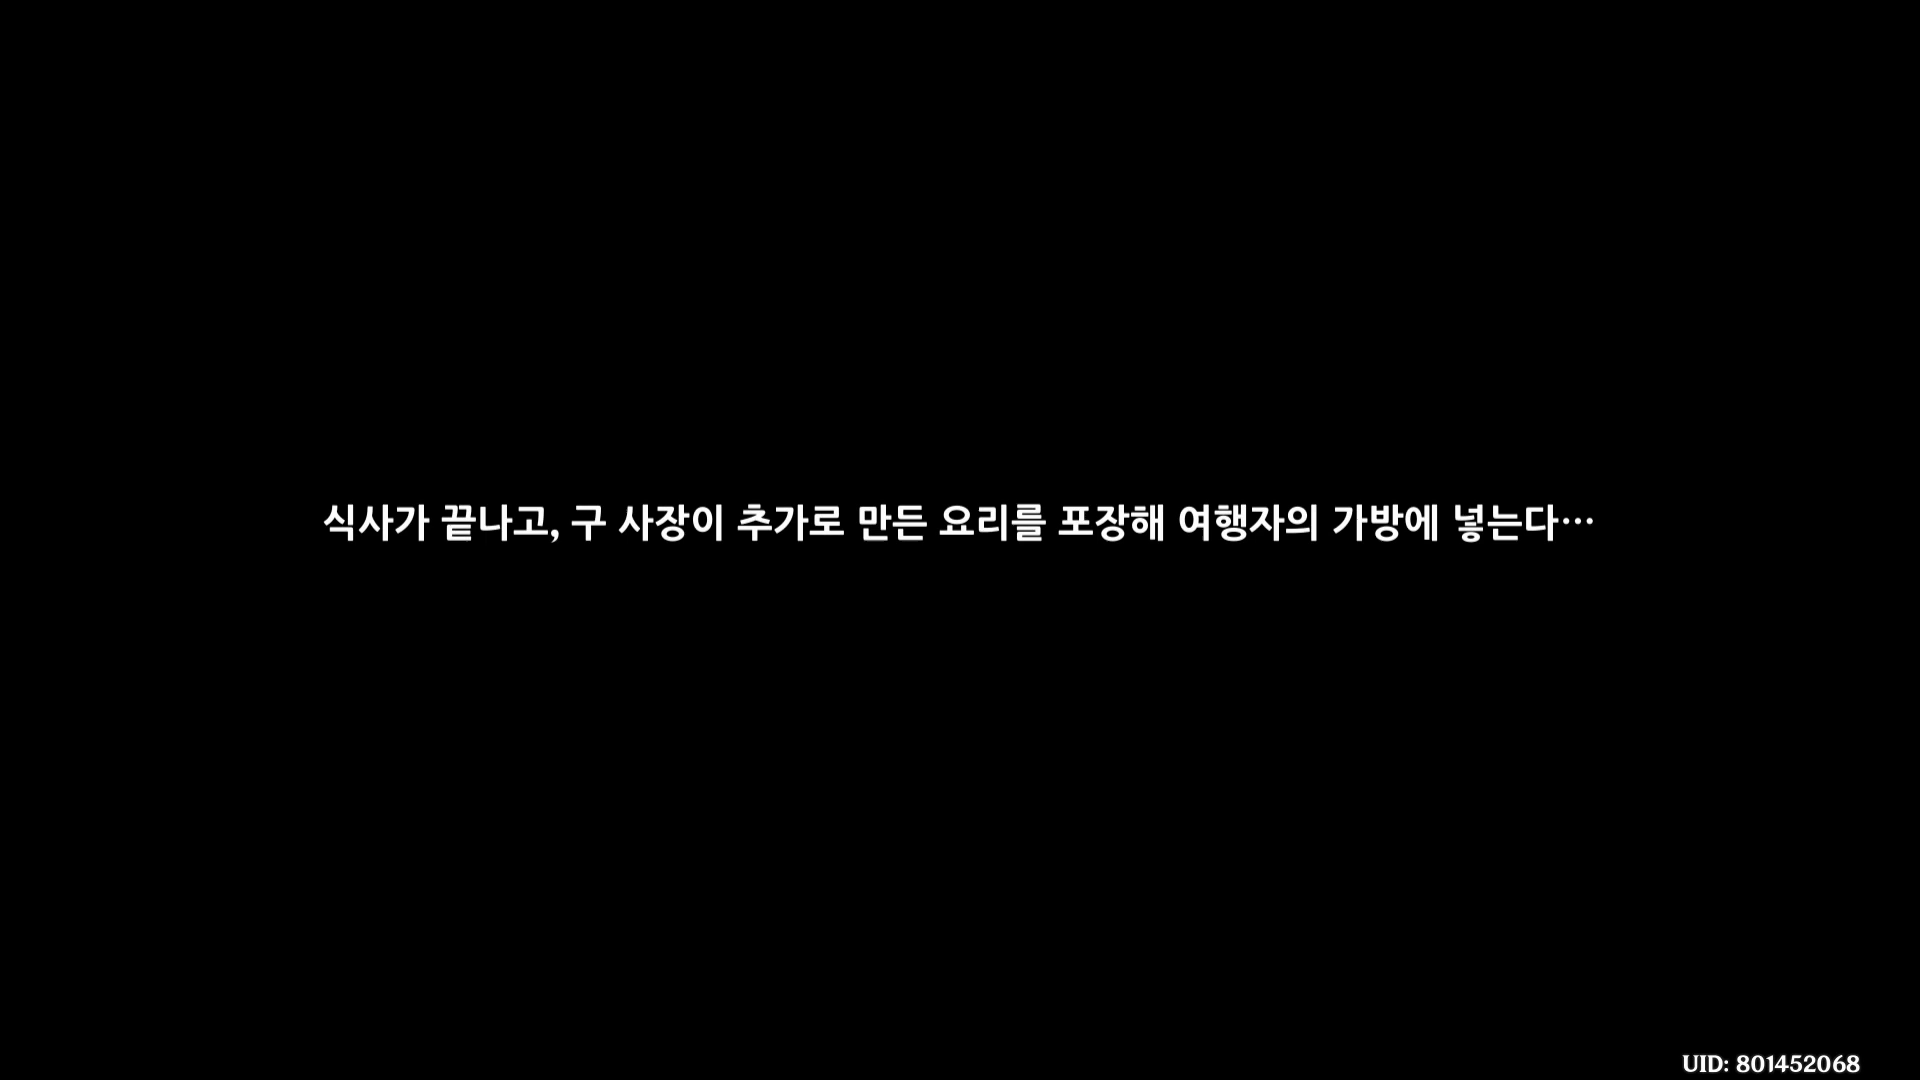 식사가 끝나고, 구 사장이 추가로 만든 요리를 포장해 여행자의 가방에 넣는다…
UID: 801452068